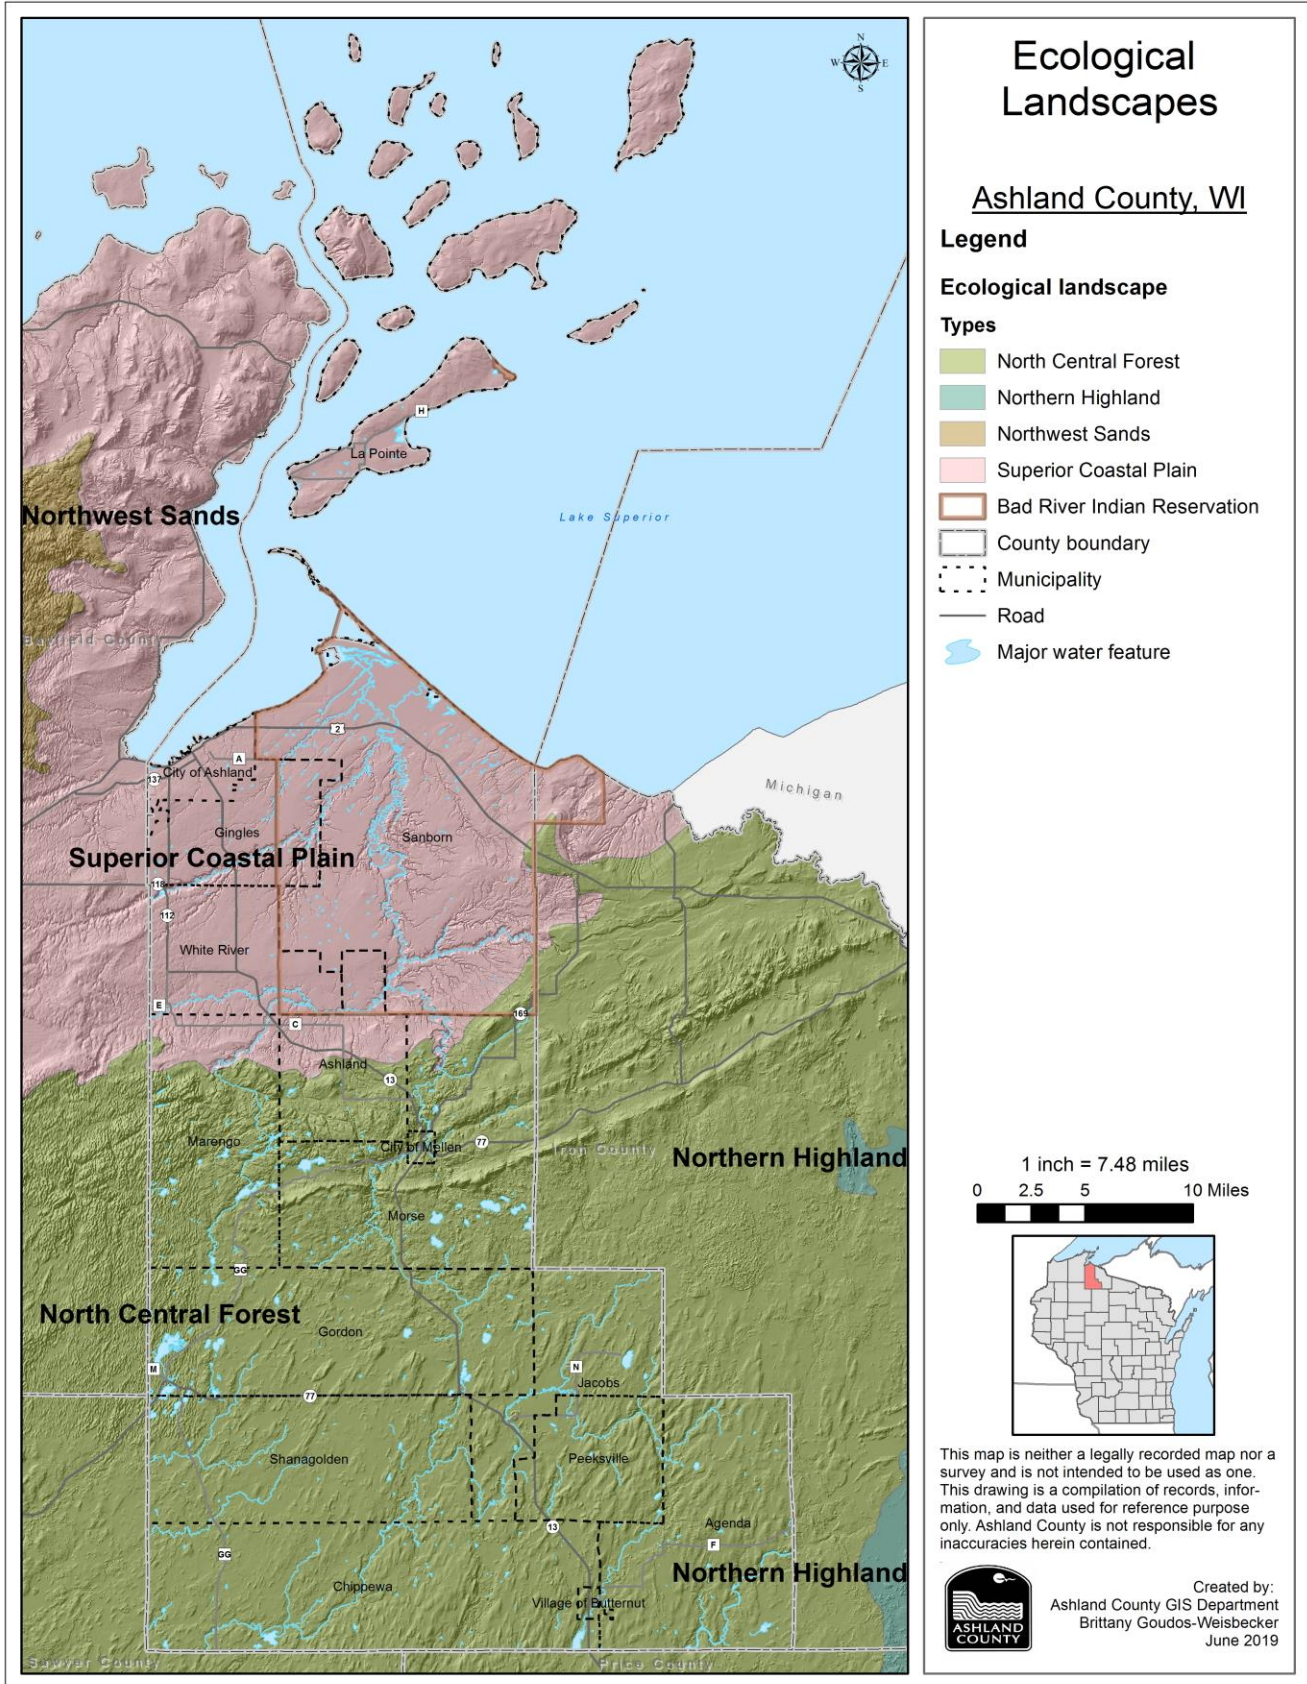 Ecological
Landscapes
Ashland County, WI
Legend
Ecological landscape
Types
North Central Forest
Northern Highland
Northwest Sands
Superior Coastal Plain
Bad River Indian Reservation
County boundary
Municipality
Road
Major water feature
1 inch = 7.48 miles
0 2.5 5 10 Miles
This map is neither a legally recorded map nor a
survey and is not intended to be used as one.
This drawing is a compilation of records, infor-
mation, and data used for reference purpose
only. Ashland County is not responsible for any
inaccuracies herein contained.
ASHLAND
COUNTY
Created by:
Ashland County GIS Department
Brittany Goudos-Weisbecker
June 2019
N
W E
S
H
La Pointe
Northwest Sands
Lake Superior
Bayfield County
2
A
City of Ashland
137
Michigan
Gingles
Sanborn
Superior Coastal Plain
118
112
White River
E
C
169
Ashland
13
Marengo
City of Mellen
77
Iron County
Northern Highland
Morse
GG
North Central Forest
Gordon
M
N
Jacobs
77
Shanagolden
Peeksville
13
Agenda
F
GG
Northern Highland
Chippewa
Village of Butternut
Sawyer County
Price County